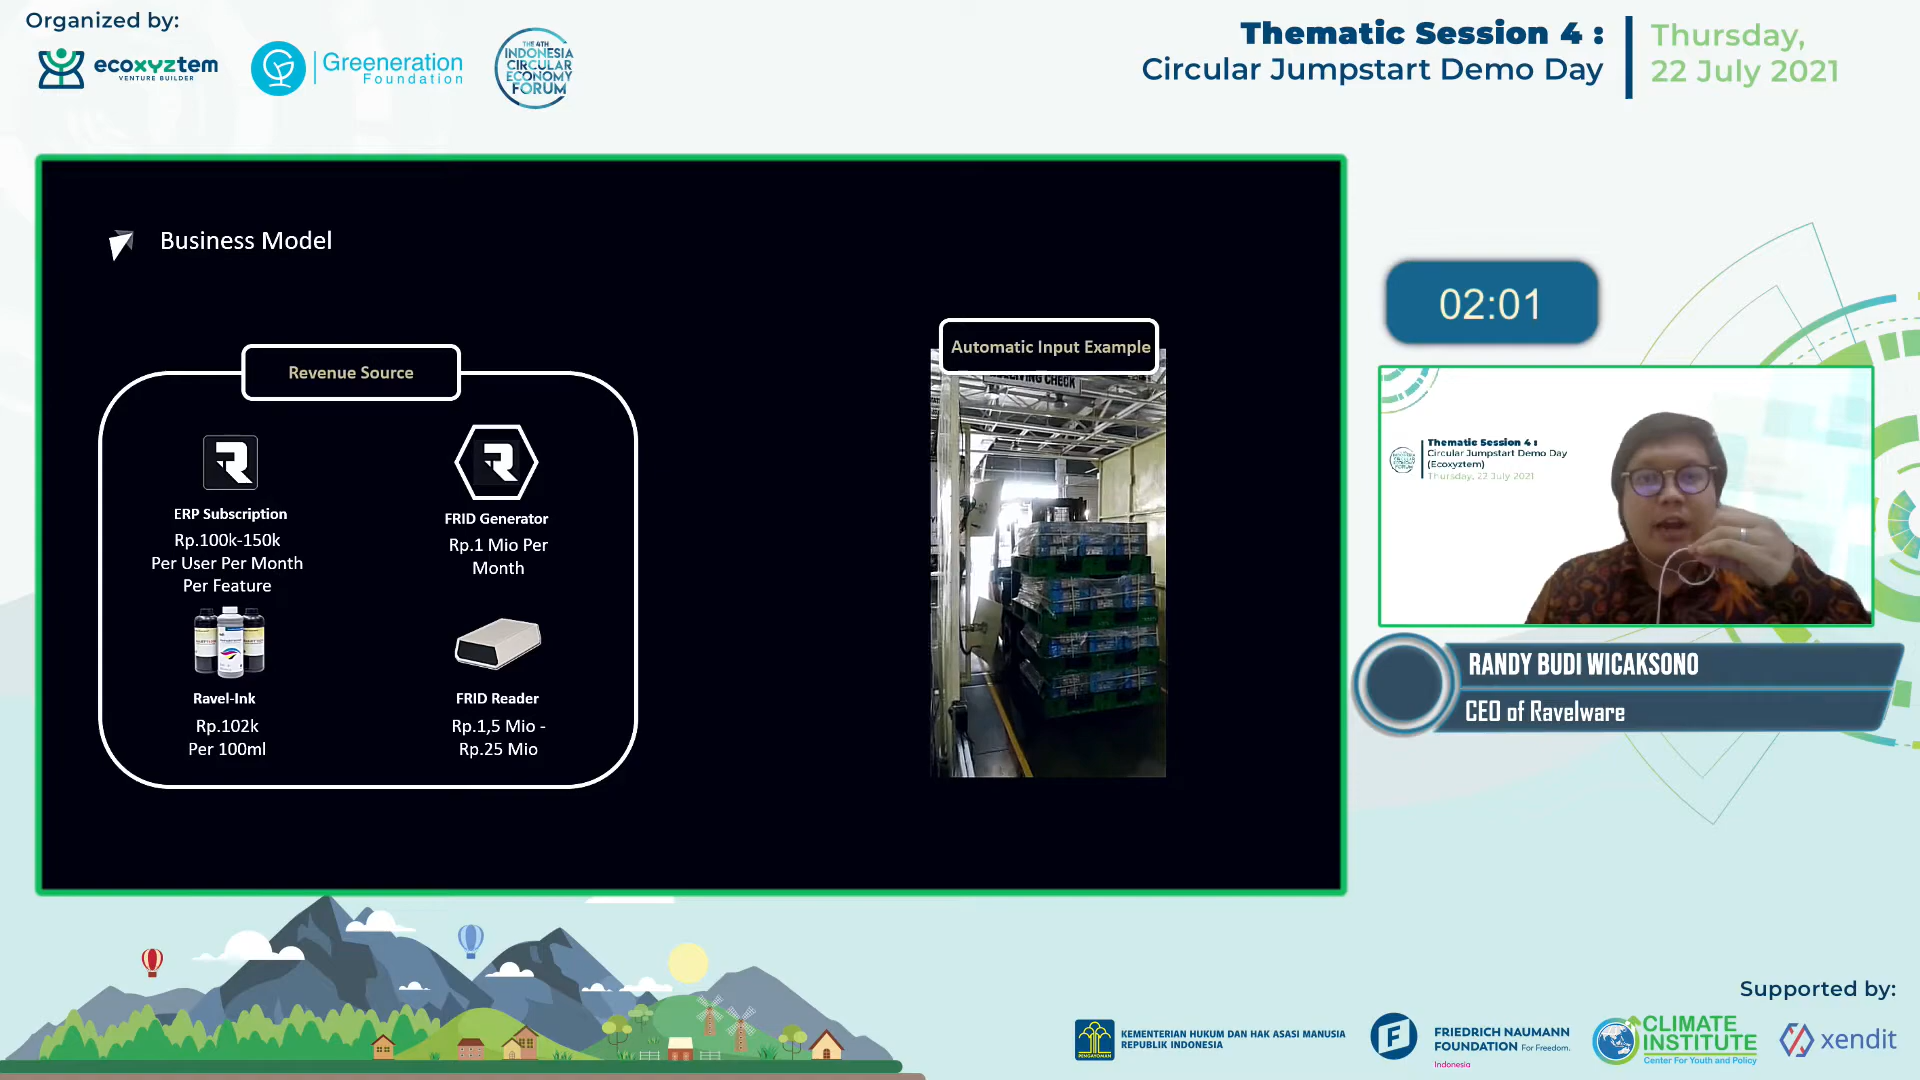 Organized by:
ecoxyztem
VENTURE BUILDER
Greeneration
Foundation
THE 4TH
INDONESIA
CIRCULAR
ECONOMY
FORUM
Thematic Session 4 :
Circular Jumpstart Demo Day
Thursday,
22 July 2021
Business Model
Revenue Source
ERP Subscription
Rp.100k-150k
Per User Per Month
Per Feature
FRID Generator
Rp.1 Mio Per
Month
Ravel-Ink
Rp.102k
Per 100ml
FRID Reader
Rp.1,5 Mio -
Rp.25 Mio
Automatic Input Example
CHECK
02:01
Thematic Session 4 :
Circular Jumpstart Demo Day
(Ecoxyztem)
Thursday, 22 July 2021
RANDY BUDI WICAKSONO
CEO of Ravelware
Supported by:
PENGAYOMAN
KEMENTERIAN HUKUM DAN HAK ASASI MANUSIA
REPUBLIK INDONESIA
FRIEDRICH NAUMANN
FOUNDATION For Freedom.
Indonesia
CLIMATE
INSTITUTE
Center For Youth and Policy
xendit